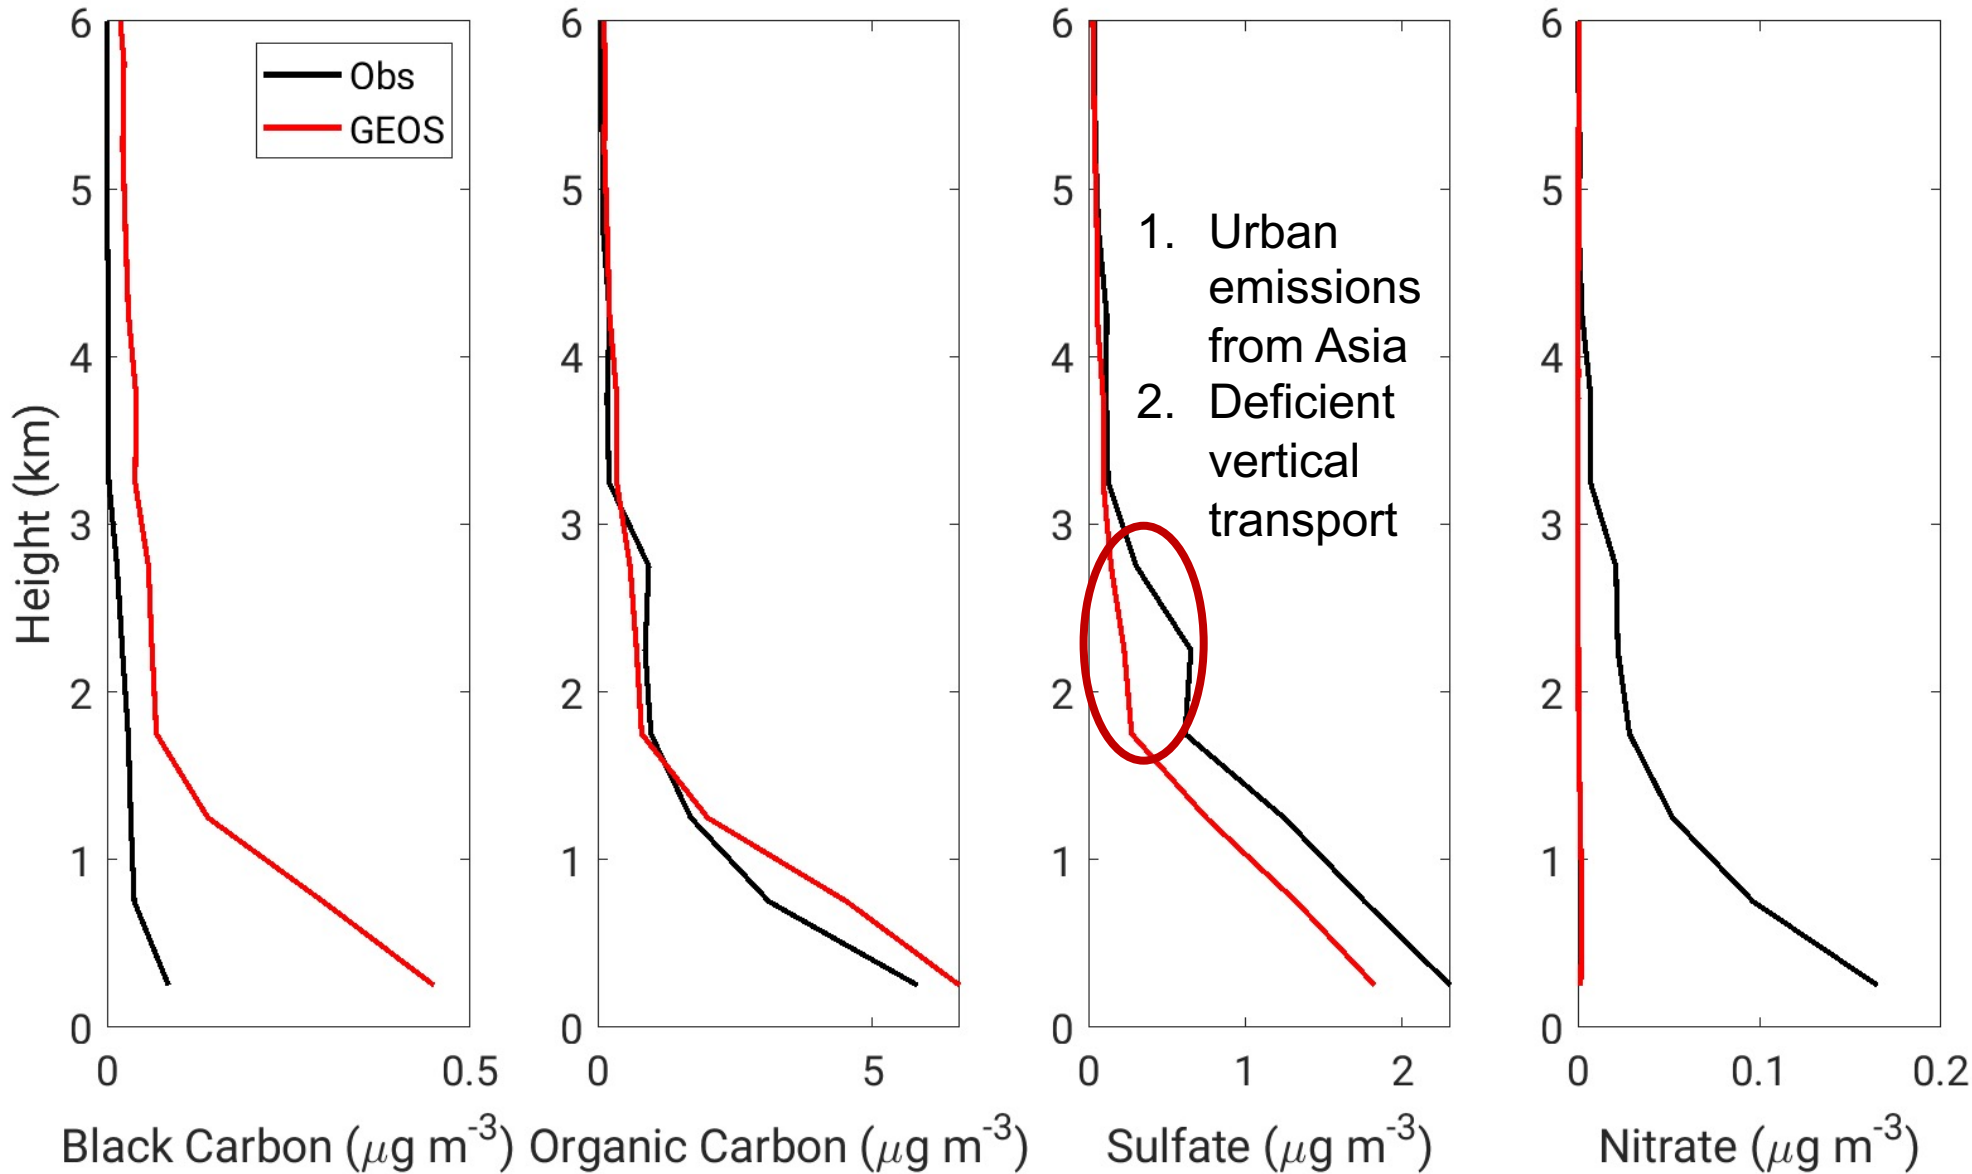 6
5
4
3
2
1
0
Height (km)
Obs
GEOS
0 0.5
Black Carbon (μg m-3)
6
5
4
3
2
1
0
0 5
Organic Carbon (μg m-3)
6
5
4
3
2
1
0
1. Urban
emissions
from Asia
2. Deficient
vertical
transport
0 1 2
Sulfate (μg m-3)
6
5
4
3
2
1
0
0 0.1 0.2
Nitrate (μg m-3)